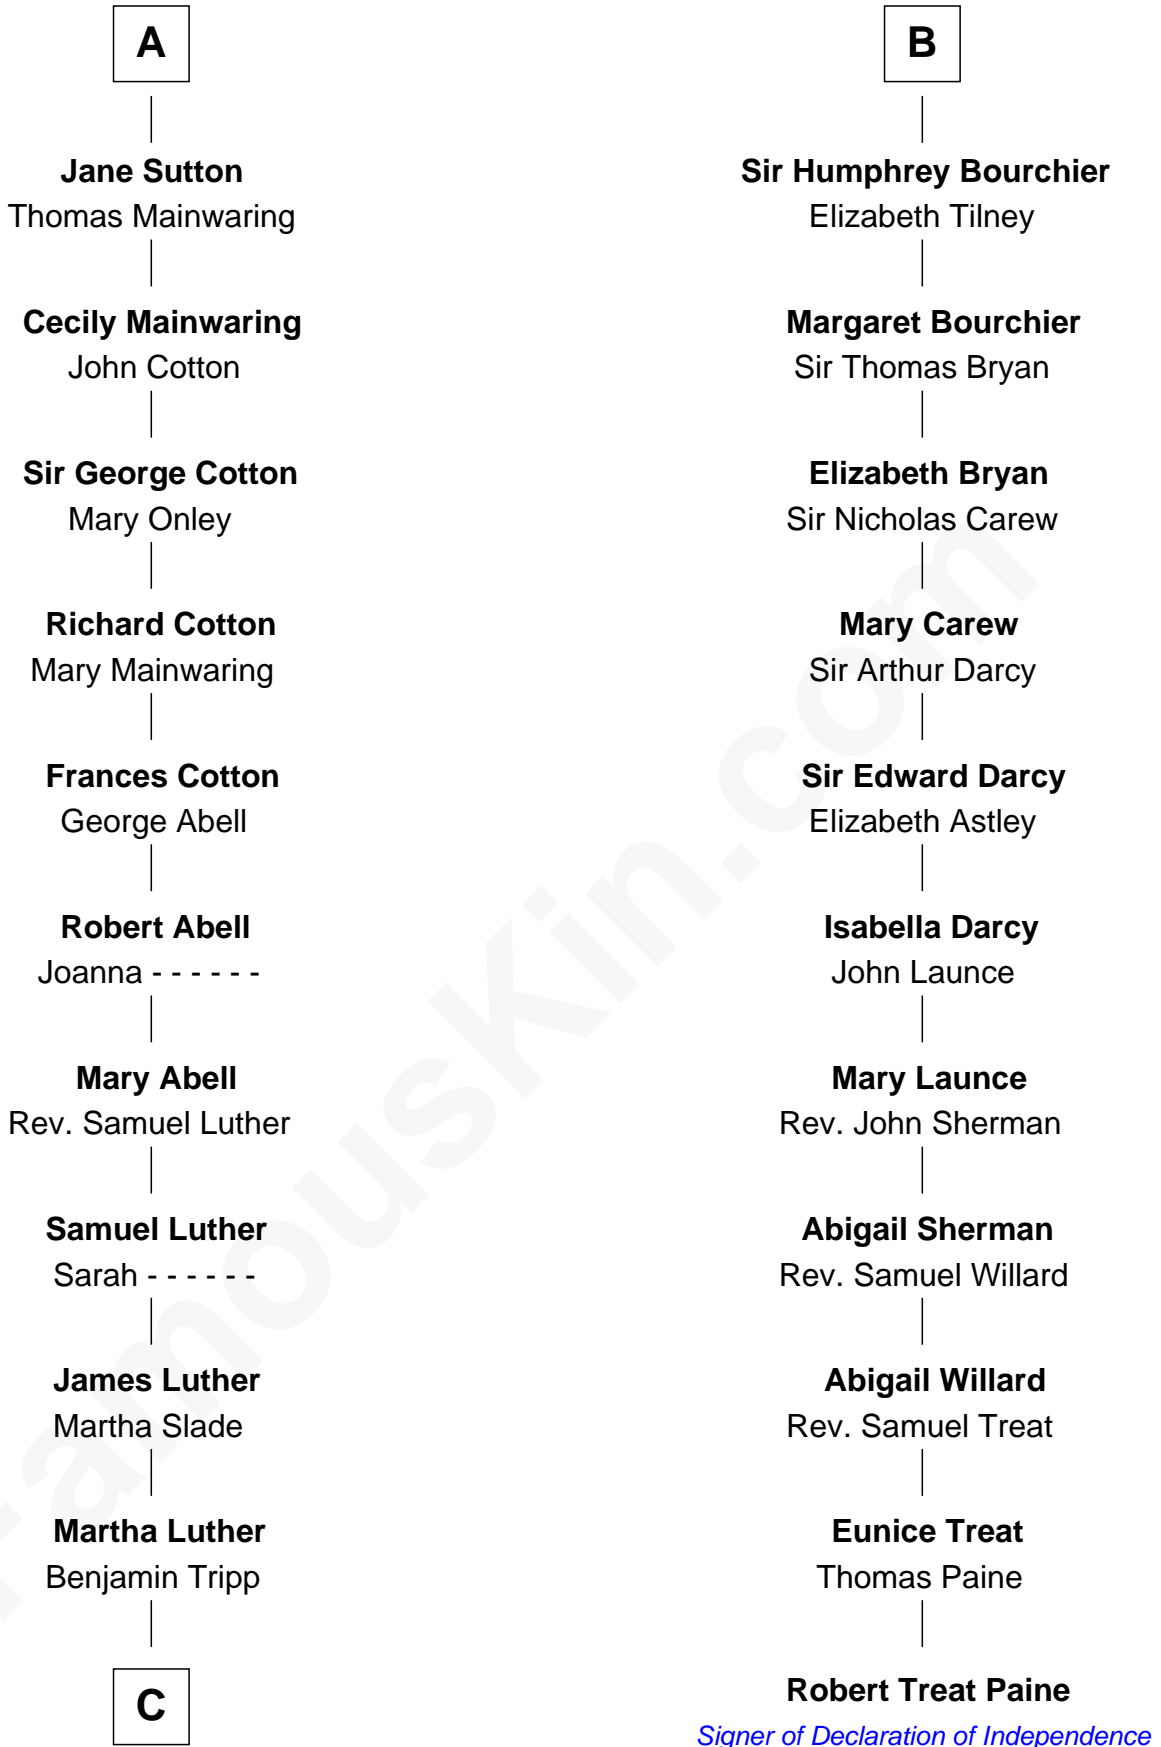 A
Jane Sutton
Thomas Mainwaring
Cecily Mainwaring
John Cotton
Sir George Cotton
Mary Onley
Richard Cotton
Mary Mainwaring
Frances Cotton
George Abell
Robert Abell
Joanna - - - - - -
Mary Abell
Rev. Samuel Luther
Samuel Luther
Sarah - - - - - -
James Luther
Martha Slade
Martha Luther
Benjamin Tripp
C
B
Sir Humphrey Bourchier
Elizabeth Tilney
Margaret Bourchier
Sir Thomas Bryan
Elizabeth Bryan
Sir Nicholas Carew
Mary Carew
Sir Arthur Darcy
Sir Edward Darcy
Elizabeth Astley
Isabella Darcy
John Launce
Mary Launce
Rev. John Sherman
Abigail Sherman
Rev. Samuel Willard
Abigail Willard
Rev. Samuel Treat
Eunice Treat
Thomas Paine
Robert Treat Paine
Signer of Declaration of Independence
FamousKin.com